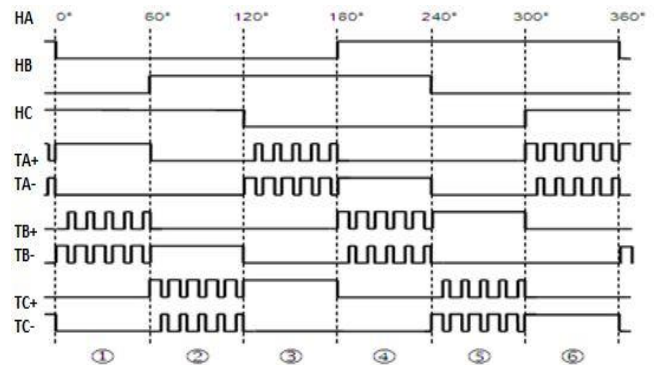 HA 0° 60° 120° 180° 240° 300° 360°
HB
HC
TA+
TA-
TB+
TB-
TC+
TC-
① ② ③ ④ ⑤ ⑥